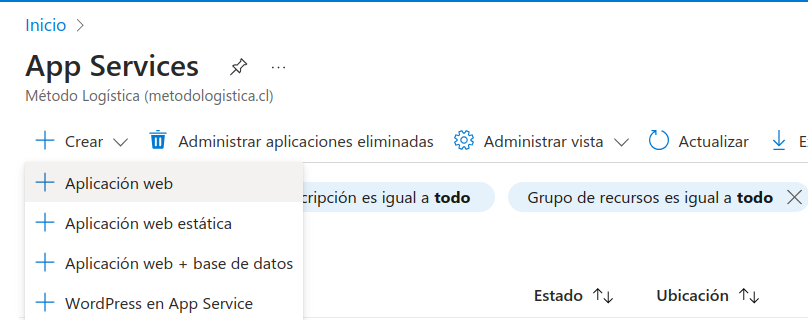 Inicio
App Services
Método Logística (metodologistica.cl)
Crear Administrar aplicaciones eliminadas Administrar vista Actualizar
Aplicación web
cripción es igual a todo Grupo de recursos es igual a todo
Aplicación web estática
Aplicación web + base de datos
Estado Ubicación
WordPress en App Service